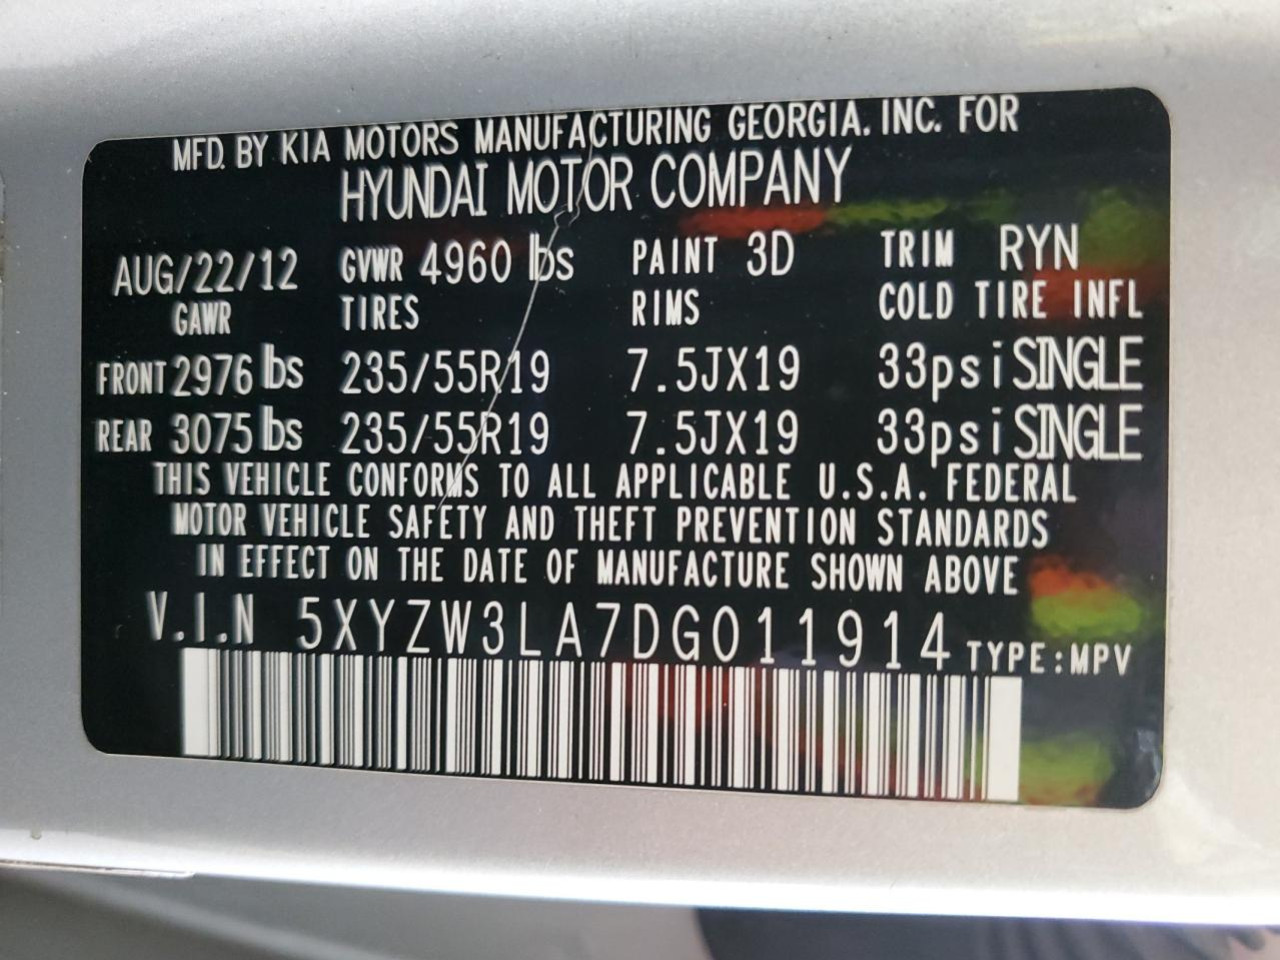 MFD. BY KIA MOTORS MANUFACTURING GEORGIA. INC. FOR
HYUNDAI MOTOR COMPANY
AUG/22/12 GVWR 4960 lbs PAINT 3D TRIM RYN
GAWR TIRES RIMS COLD TIRE INFL
FRONT 2976 lbs 235/55R19 7.5JX19 33psi SINGLE
REAR 3075 lbs 235/55R19 7.5JX19 33psi SINGLE
THIS VEHICLE CONFORMS TO ALL APPLICABLE U.S.A. FEDERAL
MOTOR VEHICLE SAFETY AND THEFT PREVENTION STANDARDS
IN EFFECT ON THE DATE OF MANUFACTURE SHOWN ABOVE
V.I.N 5XYZW3LA7DG011914 TYPE:MPV